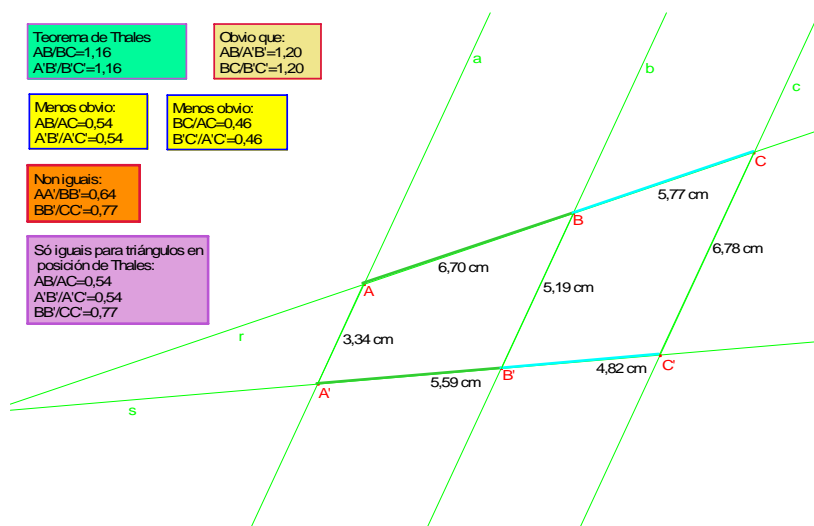 Teorema de Thales
AB/BC=1,16
A'B'/B'C'=1,16
Obvio que:
AB/A'B'=1,20
BC/B'C'=1,20
Menos obvio:
AB/AC=0,54
A'B'/A'C'=0,54
Menos obvio:
BC/AC=0,46
B'C'/A'C'=0,46
Non iguais:
AA'/BB'=0,64
BB'/CC'=0,77
Só iguais para triángulos en
posición de Thales:
AB/AC=0,54
A'B'/A'C'=0,54
BB'/CC'=0,77
a
b
c
C
5,77 cm
B
6,70 cm
6,78 cm
A
5,19 cm
r
3,34 cm
A'
5,59 cm
B'
4,82 cm
C'
s